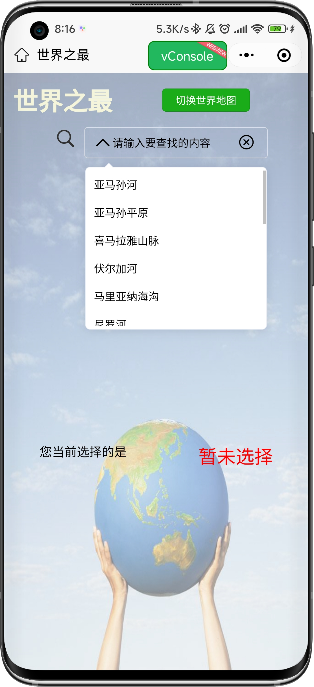 8:16 5.3K/s
世界之最 vConsole
世界之最 切换世界地图
请输入要查找的内容
亚马孙河
亚马孙平原
喜马拉雅山脉
伏尔加河
马里亚纳海沟
尼罗河
您当前选择的是 暂未选择